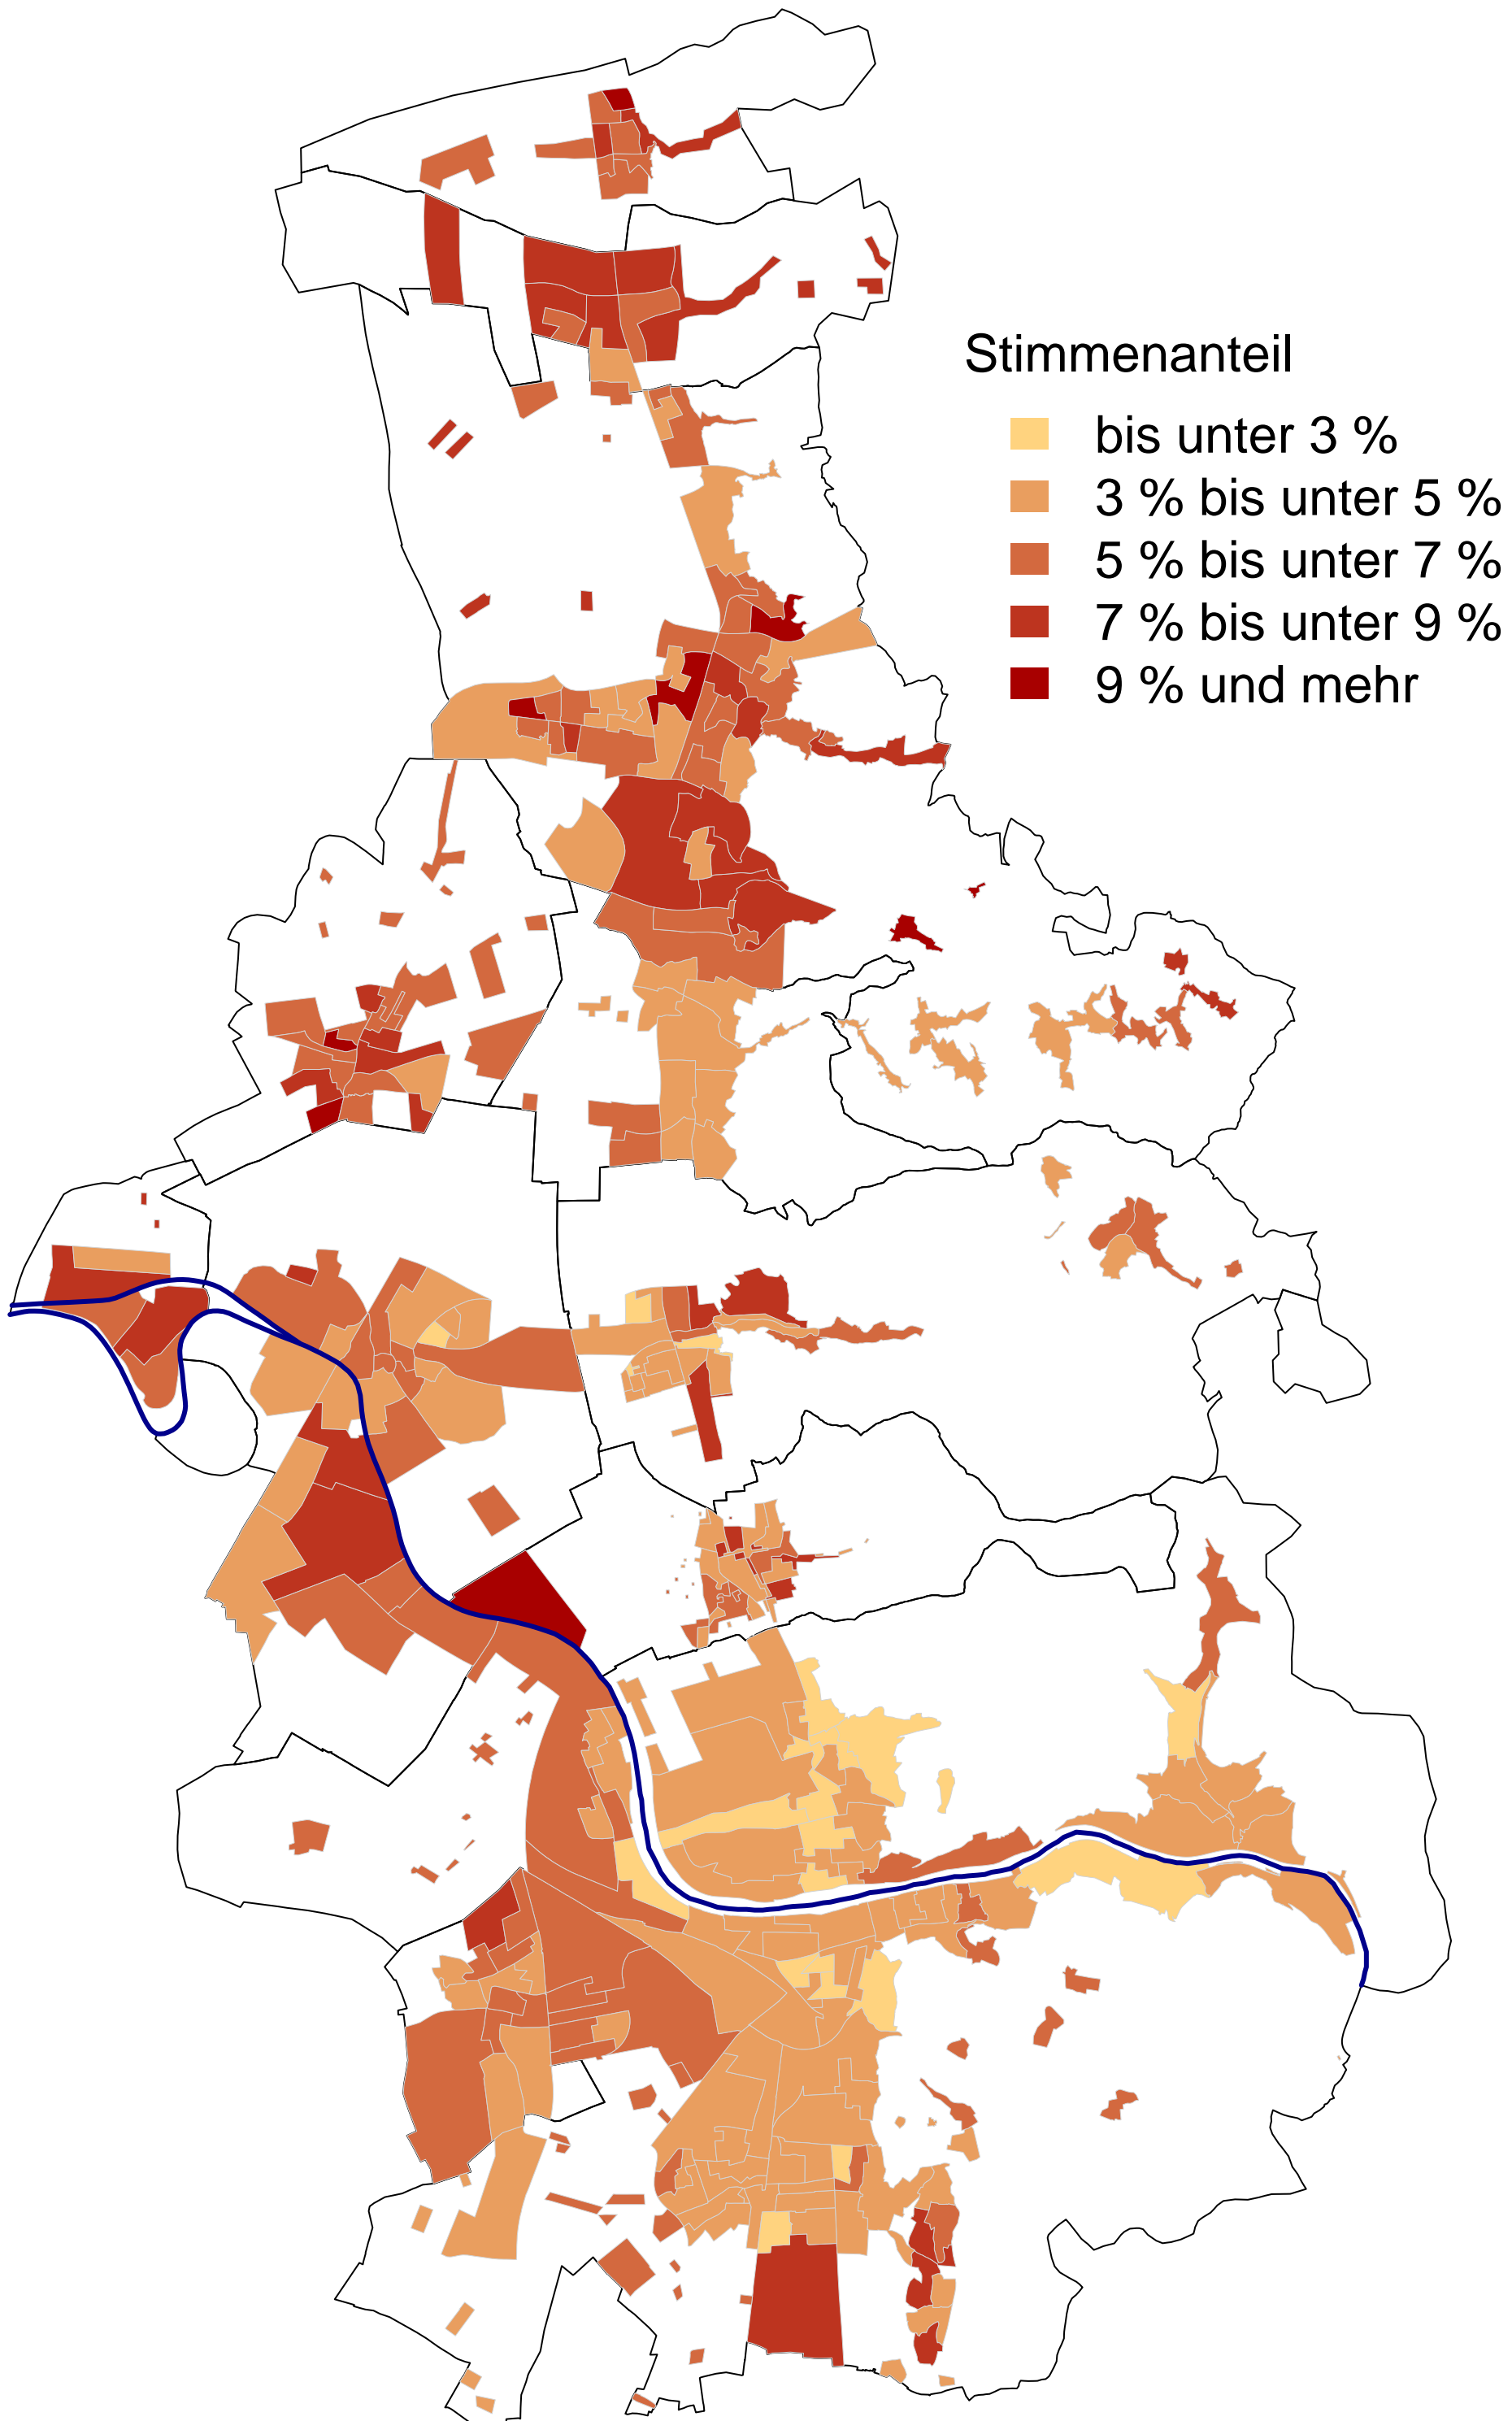 Stimmenanteil
bis unter 3 %
3 % bis unter 5 %
5 % bis unter 7 %
7 % bis unter 9 %
9 % und mehr